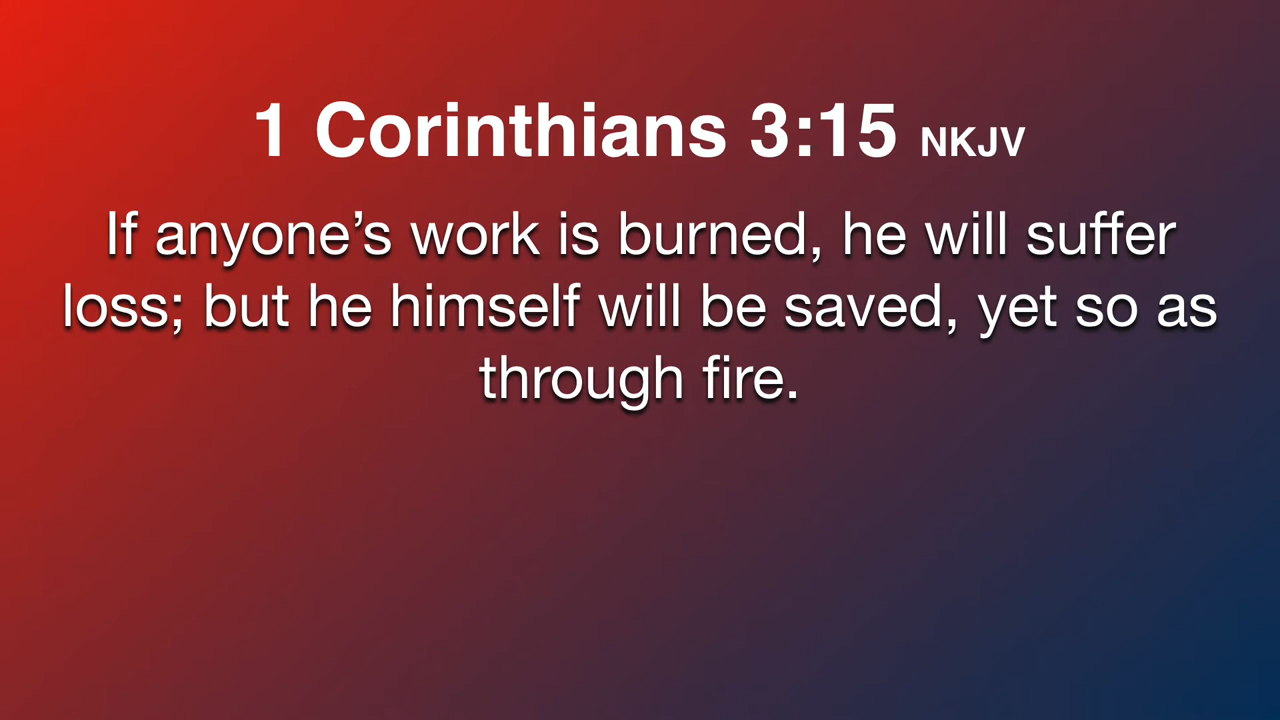 1 Corinthians 3:15 NKJV
If anyone’s work is burned, he will suffer
loss; but he himself will be saved, yet so as
through fire.